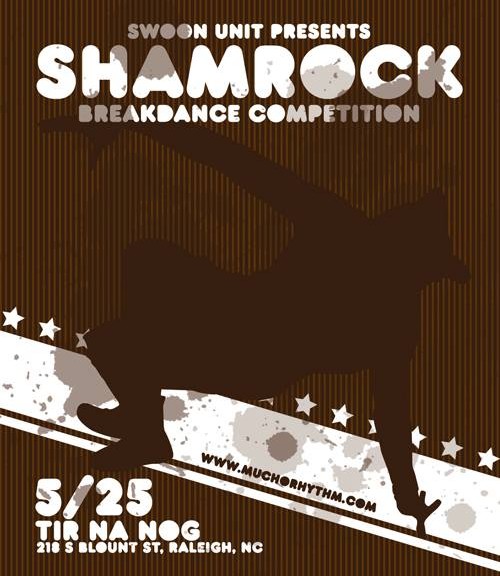 SWOON UNIT PRESENTS
SHAMROCK
BREAKDANCE COMPETITION
WWW.MUCHORHYTHM.COM
5/25
TIR NA NOG
218 S BLOUNT ST, RALEIGH, NC